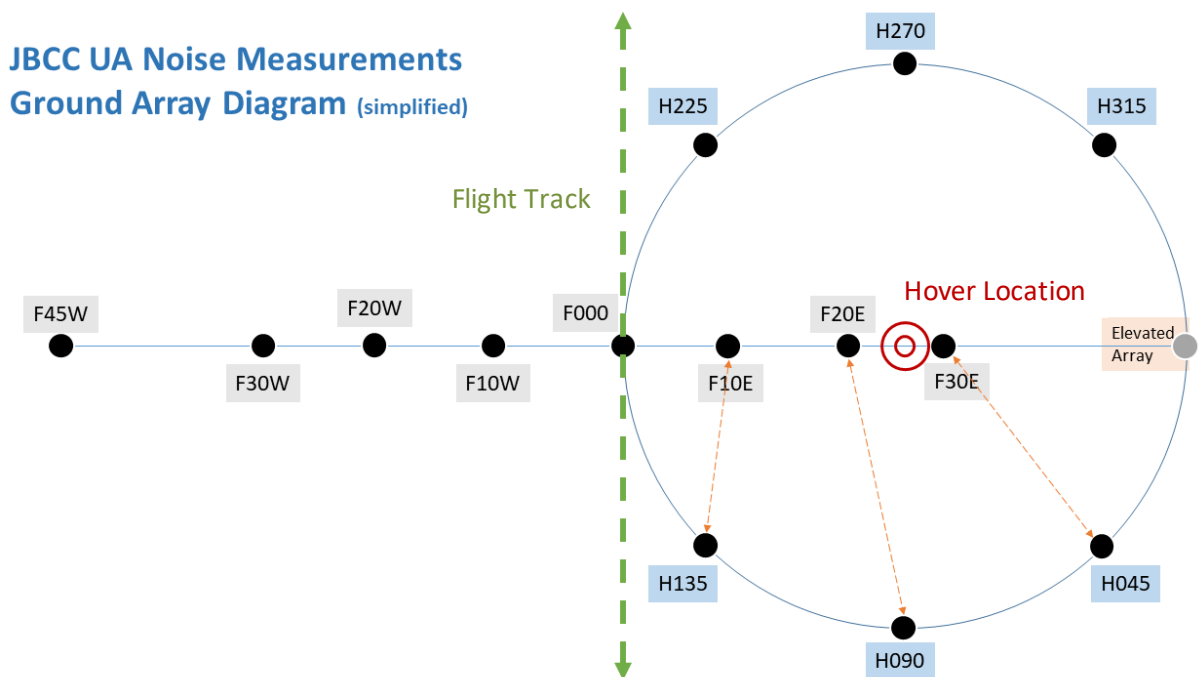 JBCC UA Noise Measurements
Ground Array Diagram (simplified)
H270
H225
H315
Flight Track
Hover Location
F45W
F20W
F000
F20E
Elevated
Array
F30W
F10W
F10E
F30E
H135
H045
H090